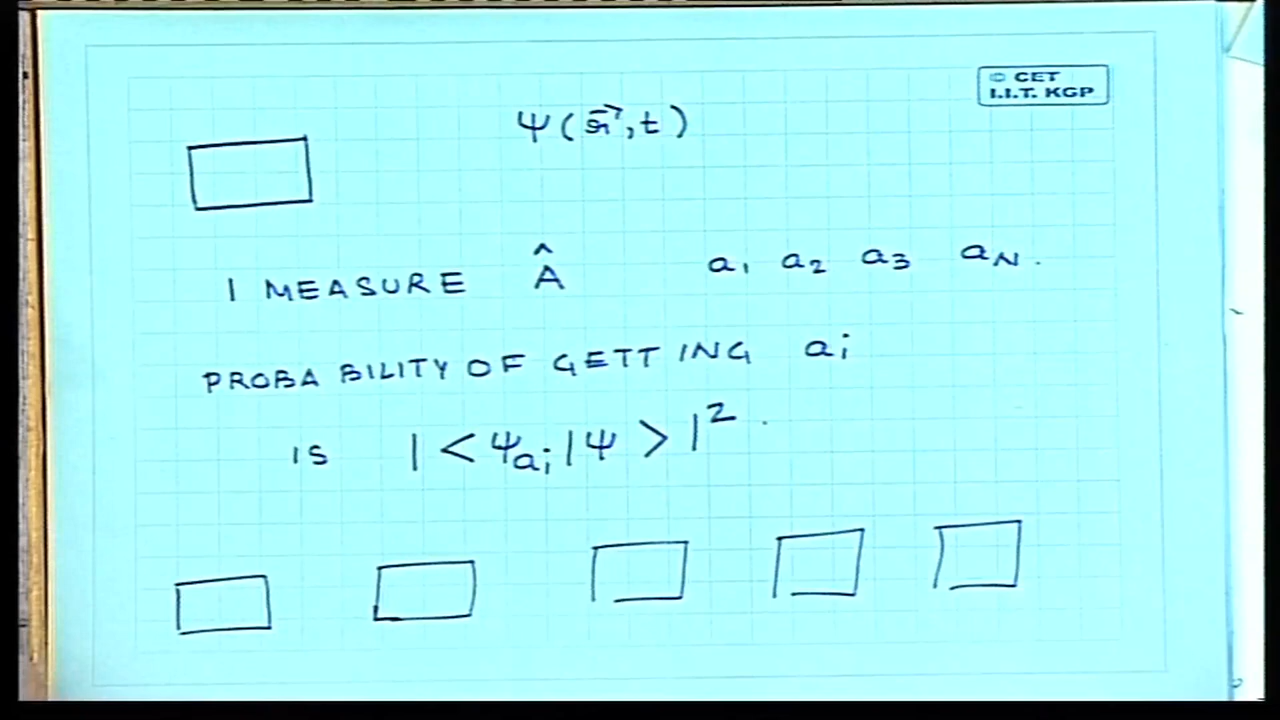 © CET
I.I.T. KGP
Ψ(r⃗,t)
I MEASURE Â a₁ a₂ a₃ a_N.
PROBABILITY OF GETTING aᵢ
IS |<Ψ_aᵢ|Ψ>|².